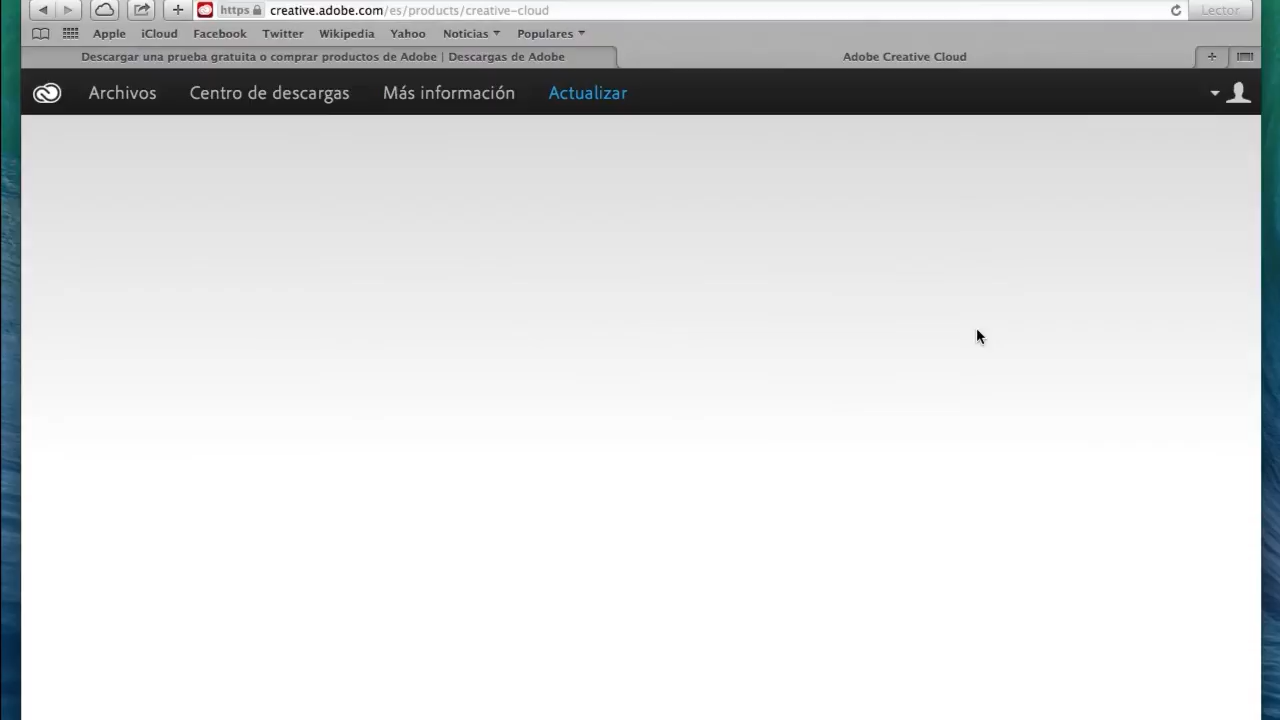 https creative.adobe.com/es/products/creative-cloud Lector
Apple iCloud Facebook Twitter Wikipedia Yahoo Noticias Populares
Descargar una prueba gratuita o comprar productos de Adobe | Descargas de Adobe Adobe Creative Cloud
Archivos Centro de descargas Más información Actualizar